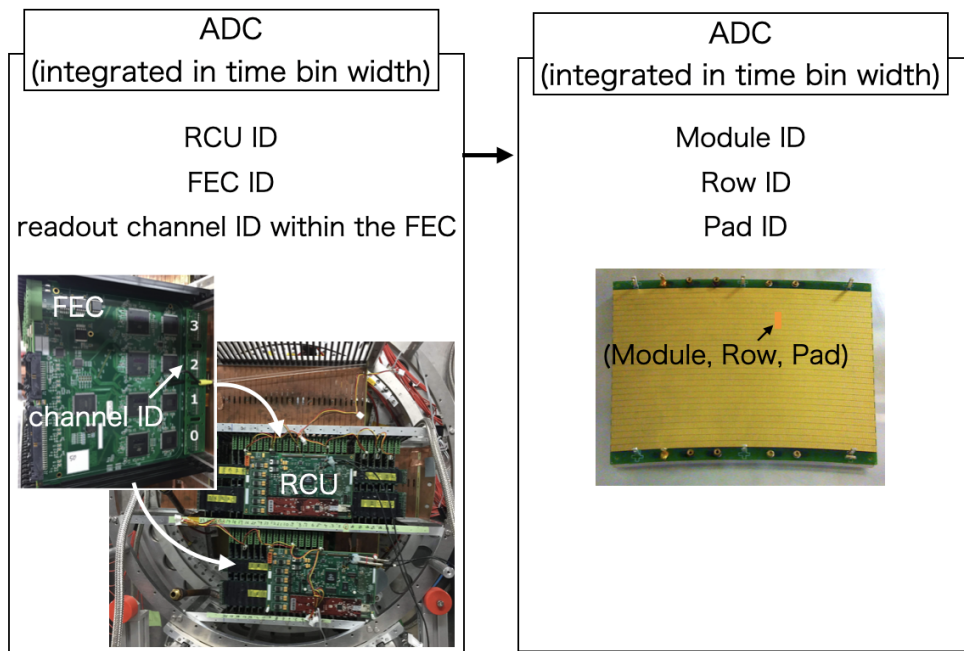 ADC
(integrated in time bin width)
RCU ID
FEC ID
readout channel ID within the FEC
FEC
3
2
channel ID
1
0
RCU
ADC
(integrated in time bin width)
Module ID
Row ID
Pad ID
(Module, Row, Pad)